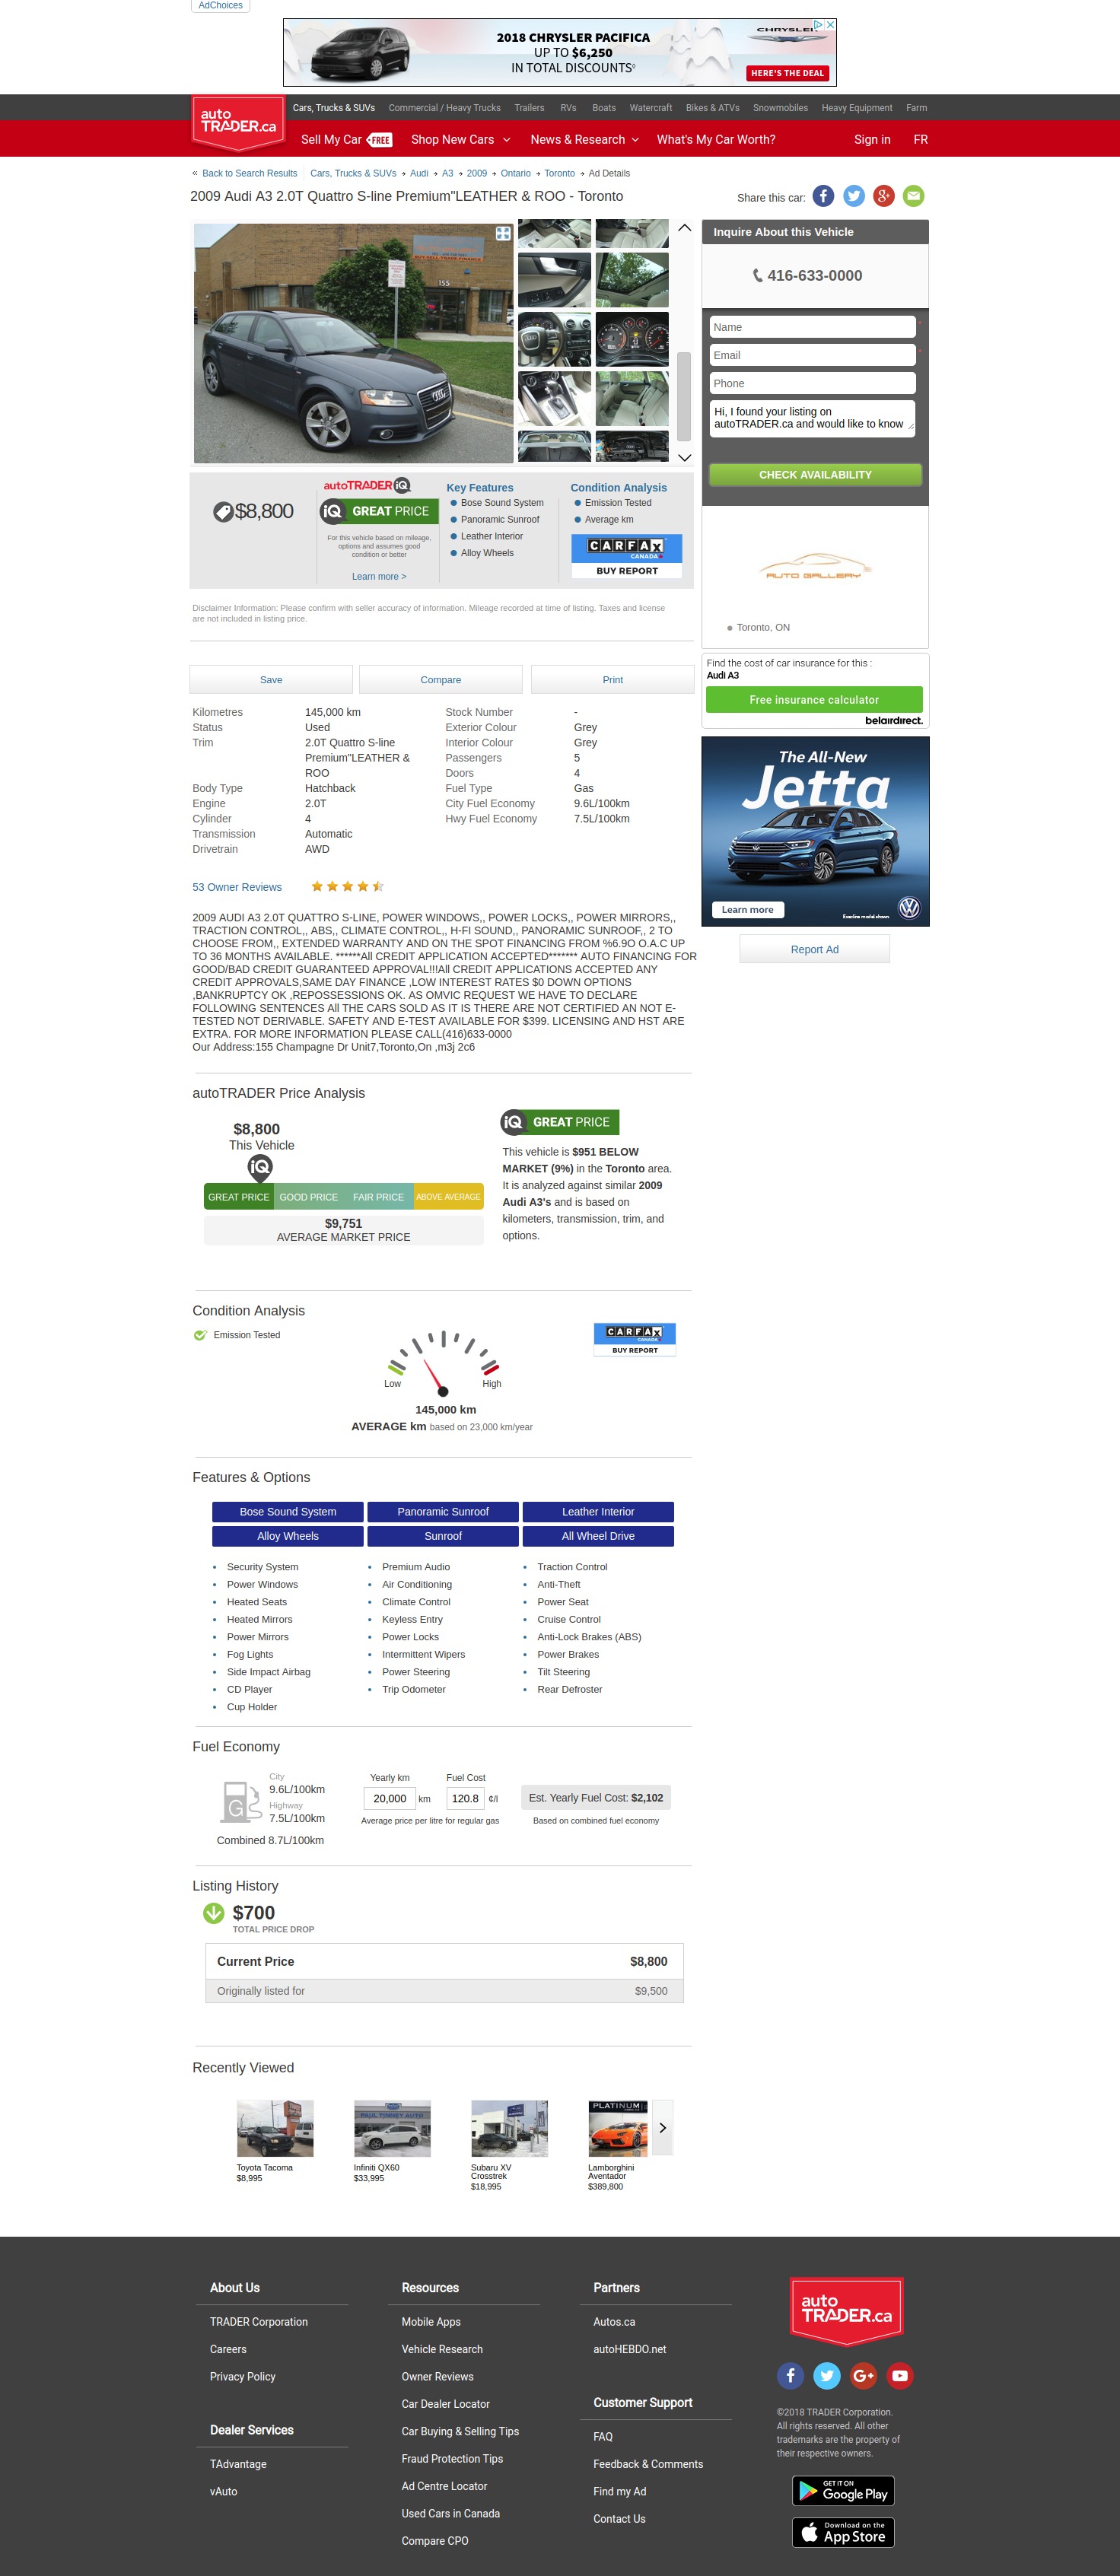 AdChoices
2018 CHRYSLER PACIFICA
UP TO $6,250
IN TOTAL DISCOUNTS◊
CHRYSLER
HERE'S THE DEAL
auto
TRADER.ca
Cars, Trucks & SUVs Commercial / Heavy Trucks Trailers RVs Boats Watercraft Bikes & ATVs Snowmobiles Heavy Equipment Farm
Sell My Car FREE Shop New Cars News & Research What's My Car Worth? Sign in FR
« Back to Search Results Cars, Trucks & SUVs Audi A3 2009 Ontario Toronto Ad Details
2009 Audi A3 2.0T Quattro S-line Premium"LEATHER & ROO - Toronto
Share this car:
155
Inquire About this Vehicle
416-633-0000
Name *
Email *
Phone
Hi, I found your listing on
autoTRADER.ca and would like to know
CHECK AVAILABILITY
AUTO GALLERY
Toronto, ON
$8,800
autoTRADER iQ
iQ GREAT PRICE
For this vehicle based on mileage,
options and assumes good
condition or better
Learn more >
Key Features
Bose Sound System
Panoramic Sunroof
Leather Interior
Alloy Wheels
Condition Analysis
Emission Tested
Average km
CARFAX
CANADA
BUY REPORT
Disclaimer Information: Please confirm with seller accuracy of information. Mileage recorded at time of listing. Taxes and license
are not included in listing price.
Find the cost of car insurance for this :
Audi A3
Free insurance calculator
belairdirect.
Save Compare Print
Kilometres 145,000 km
Status Used
Trim 2.0T Quattro S-line
Premium"LEATHER &
ROO
Body Type Hatchback
Engine 2.0T
Cylinder 4
Transmission Automatic
Drivetrain AWD
Stock Number -
Exterior Colour Grey
Interior Colour Grey
Passengers 5
Doors 4
Fuel Type Gas
City Fuel Economy 9.6L/100km
Hwy Fuel Economy 7.5L/100km
The All-New
Jetta
Learn more
Execline model shown
Report Ad
53 Owner Reviews
2009 AUDI A3 2.0T QUATTRO S-LINE, POWER WINDOWS,, POWER LOCKS,, POWER MIRRORS,,
TRACTION CONTROL,, ABS,, CLIMATE CONTROL,, H-FI SOUND,, PANORAMIC SUNROOF,, 2 TO
CHOOSE FROM,, EXTENDED WARRANTY AND ON THE SPOT FINANCING FROM %6.9O O.A.C UP
TO 36 MONTHS AVAILABLE. ******All CREDIT APPLICATION ACCEPTED******* AUTO FINANCING FOR
GOOD/BAD CREDIT GUARANTEED APPROVAL!!!All CREDIT APPLICATIONS ACCEPTED ANY
CREDIT APPROVALS,SAME DAY FINANCE ,LOW INTEREST RATES $0 DOWN OPTIONS
,BANKRUPTCY OK ,REPOSSESSIONS OK. AS OMVIC REQUEST WE HAVE TO DECLARE
FOLLOWING SENTENCES All THE CARS SOLD AS IT IS THERE ARE NOT CERTIFIED AN NOT E-
TESTED NOT DERIVABLE. SAFETY AND E-TEST AVAILABLE FOR $399. LICENSING AND HST ARE
EXTRA. FOR MORE INFORMATION PLEASE CALL(416)633-0000
Our Address:155 Champagne Dr Unit7,Toronto,On ,m3j 2c6
autoTRADER Price Analysis
$8,800
This Vehicle
iQ
GREAT PRICE GOOD PRICE FAIR PRICE ABOVE AVERAGE
$9,751
AVERAGE MARKET PRICE
iQ GREAT PRICE
This vehicle is $951 BELOW
MARKET (9%) in the Toronto area.
It is analyzed against similar 2009
Audi A3's and is based on
kilometers, transmission, trim, and
options.
Condition Analysis
Emission Tested
Low High
145,000 km
AVERAGE km based on 23,000 km/year
CARFAX
CANADA
BUY REPORT
Features & Options
Bose Sound System Panoramic Sunroof Leather Interior
Alloy Wheels Sunroof All Wheel Drive
Security System Premium Audio Traction Control
Power Windows Air Conditioning Anti-Theft
Heated Seats Climate Control Power Seat
Heated Mirrors Keyless Entry Cruise Control
Power Mirrors Power Locks Anti-Lock Brakes (ABS)
Fog Lights Intermittent Wipers Power Brakes
Side Impact Airbag Power Steering Tilt Steering
CD Player Trip Odometer Rear Defroster
Cup Holder
Fuel Economy
G
City
9.6L/100km
Highway
7.5L/100km
Combined 8.7L/100km
Yearly km Fuel Cost
20,000 km 120.8 ¢/l
Average price per litre for regular gas
Est. Yearly Fuel Cost: $2,102
Based on combined fuel economy
Listing History
$700
TOTAL PRICE DROP
Current Price $8,800
Originally listed for $9,500
Recently Viewed
PAUL TINNEY AUTO
PLATINUM
Toyota Tacoma
$8,995
Infiniti QX60
$33,995
Subaru XV
Crosstrek
$18,995
Lamborghini
Aventador
$389,800
About Us
TRADER Corporation
Careers
Privacy Policy
Dealer Services
TAdvantage
vAuto
Resources
Mobile Apps
Vehicle Research
Owner Reviews
Car Dealer Locator
Car Buying & Selling Tips
Fraud Protection Tips
Ad Centre Locator
Used Cars in Canada
Compare CPO
Partners
Autos.ca
autoHEBDO.net
Customer Support
FAQ
Feedback & Comments
Find my Ad
Contact Us
auto
TRADER.ca
©2018 TRADER Corporation.
All rights reserved. All other
trademarks are the property of
their respective owners.
GET IT ON
Google Play
Download on the
App Store